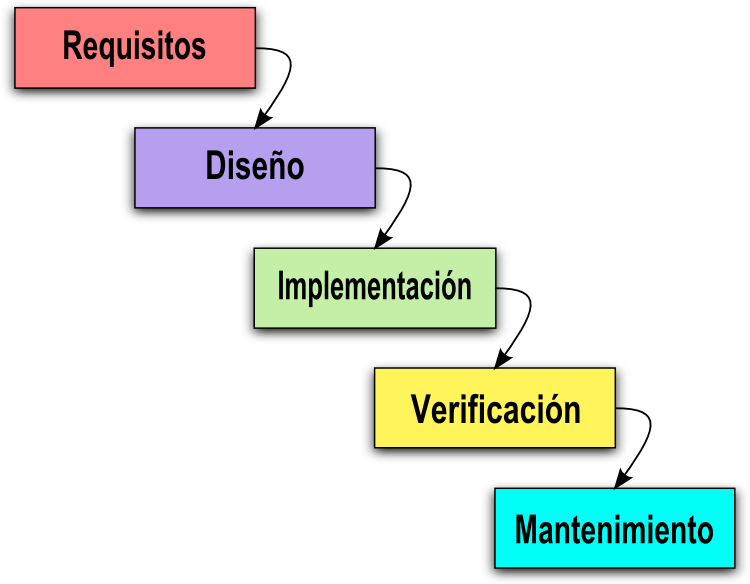 Requisitos
Diseño
Implementación
Verificación
Mantenimiento